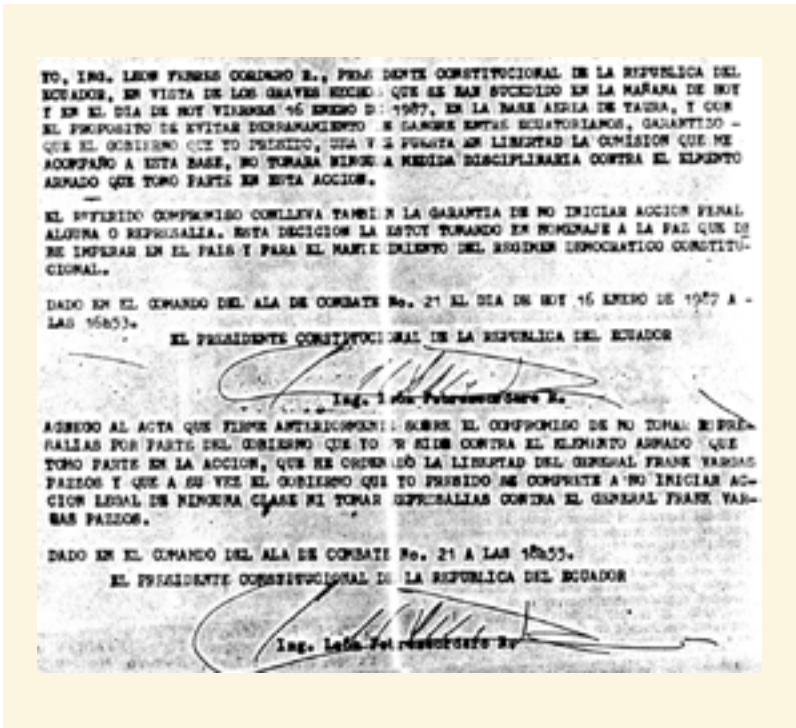 YO, ING. LEON FEBRES CORDERO R., PRESIDENTE CONSTITUCIONAL DE LA REPUBLICA DEL
ECUADOR, EN VISTA DE LOS GRAVES HECHOS QUE SE HAN SUCEDIDO EN LA MAÑANA DE HOY
Y EN EL DIA DE HOY VIERNES 16 ENERO DE 1987, EN LA BASE AEREA DE TAURA, Y CON
EL PROPOSITO DE EVITAR DERRAMAMIENTO DE SANGRE ENTRE ECUATORIANOS, GARANTIZO -
QUE EL GOBIERNO QUE YO PRESIDO, UNA VEZ PUESTA EN LIBERTAD LA COMISION QUE ME
ACOMPAÑO A ESTA BASE, NO TOMARA NINGUNA MEDIDA DISCIPLINARIA CONTRA EL ELMENTO
ARMADO QUE TOMO PARTE EN ESTA ACCION.
EL REFERIDO COMPROMISO CONLLEVA TAMBIEN LA GARANTIA DE NO INICIAR ACCION PENAL
ALGUNA O REPRESALIA. ESTA DECICION LA ESTOY TOMANDO EN HOMENAJE A LA PAZ QUE DE
BE IMPERAR EN EL PAIS Y PARA EL MANTENIMIENTO DEL REGIMEN DEMOCRATICO CONSTITU-
CIONAL.
DADO EN EL COMANDO DEL ALA DE COMBATE No. 21 EL DIA DE HOY 16 ENERO DE 1987 A -
LAS 16h53.
EL PRESIDENTE CONSTITUCIONAL DE LA REPUBLICA DEL ECUADOR
Ing. León Febrescordero R.
AGREGO AL ACTA QUE FIRME ANTERIORMENTE SOBRE EL COMPROMISO DE NO TOMAR REPRE-
SALIAS POR PARTE DEL GOBIERNO QUE YO PRESIDE CONTRA EL ELEMENTO ARMADO QUE
TOMO PARTE EN LA ACCION, QUE HE ORDENADO LA LIBERTAD DEL GENERAL FRANK VARGAS
PAZZOS Y QUE A SU VEZ EL GOBIERNO QUE YO PRESIDO SE COMPRETE A NO INICIAR AC-
CION LEGAL DE NINGUNA CLASE NI TOMAR REPRESALIAS CONTRA EL GENERAL FRANK VAR-
GAS PAZZOS.
DADO EN EL COMANDO DEL ALA DE COMBATE No. 21 A LAS 18h55.
EL PRESIDENTE CONSTITUCIONAL DE LA REPUBLICA DEL ECUADOR
Ing. León Febrescordero R.